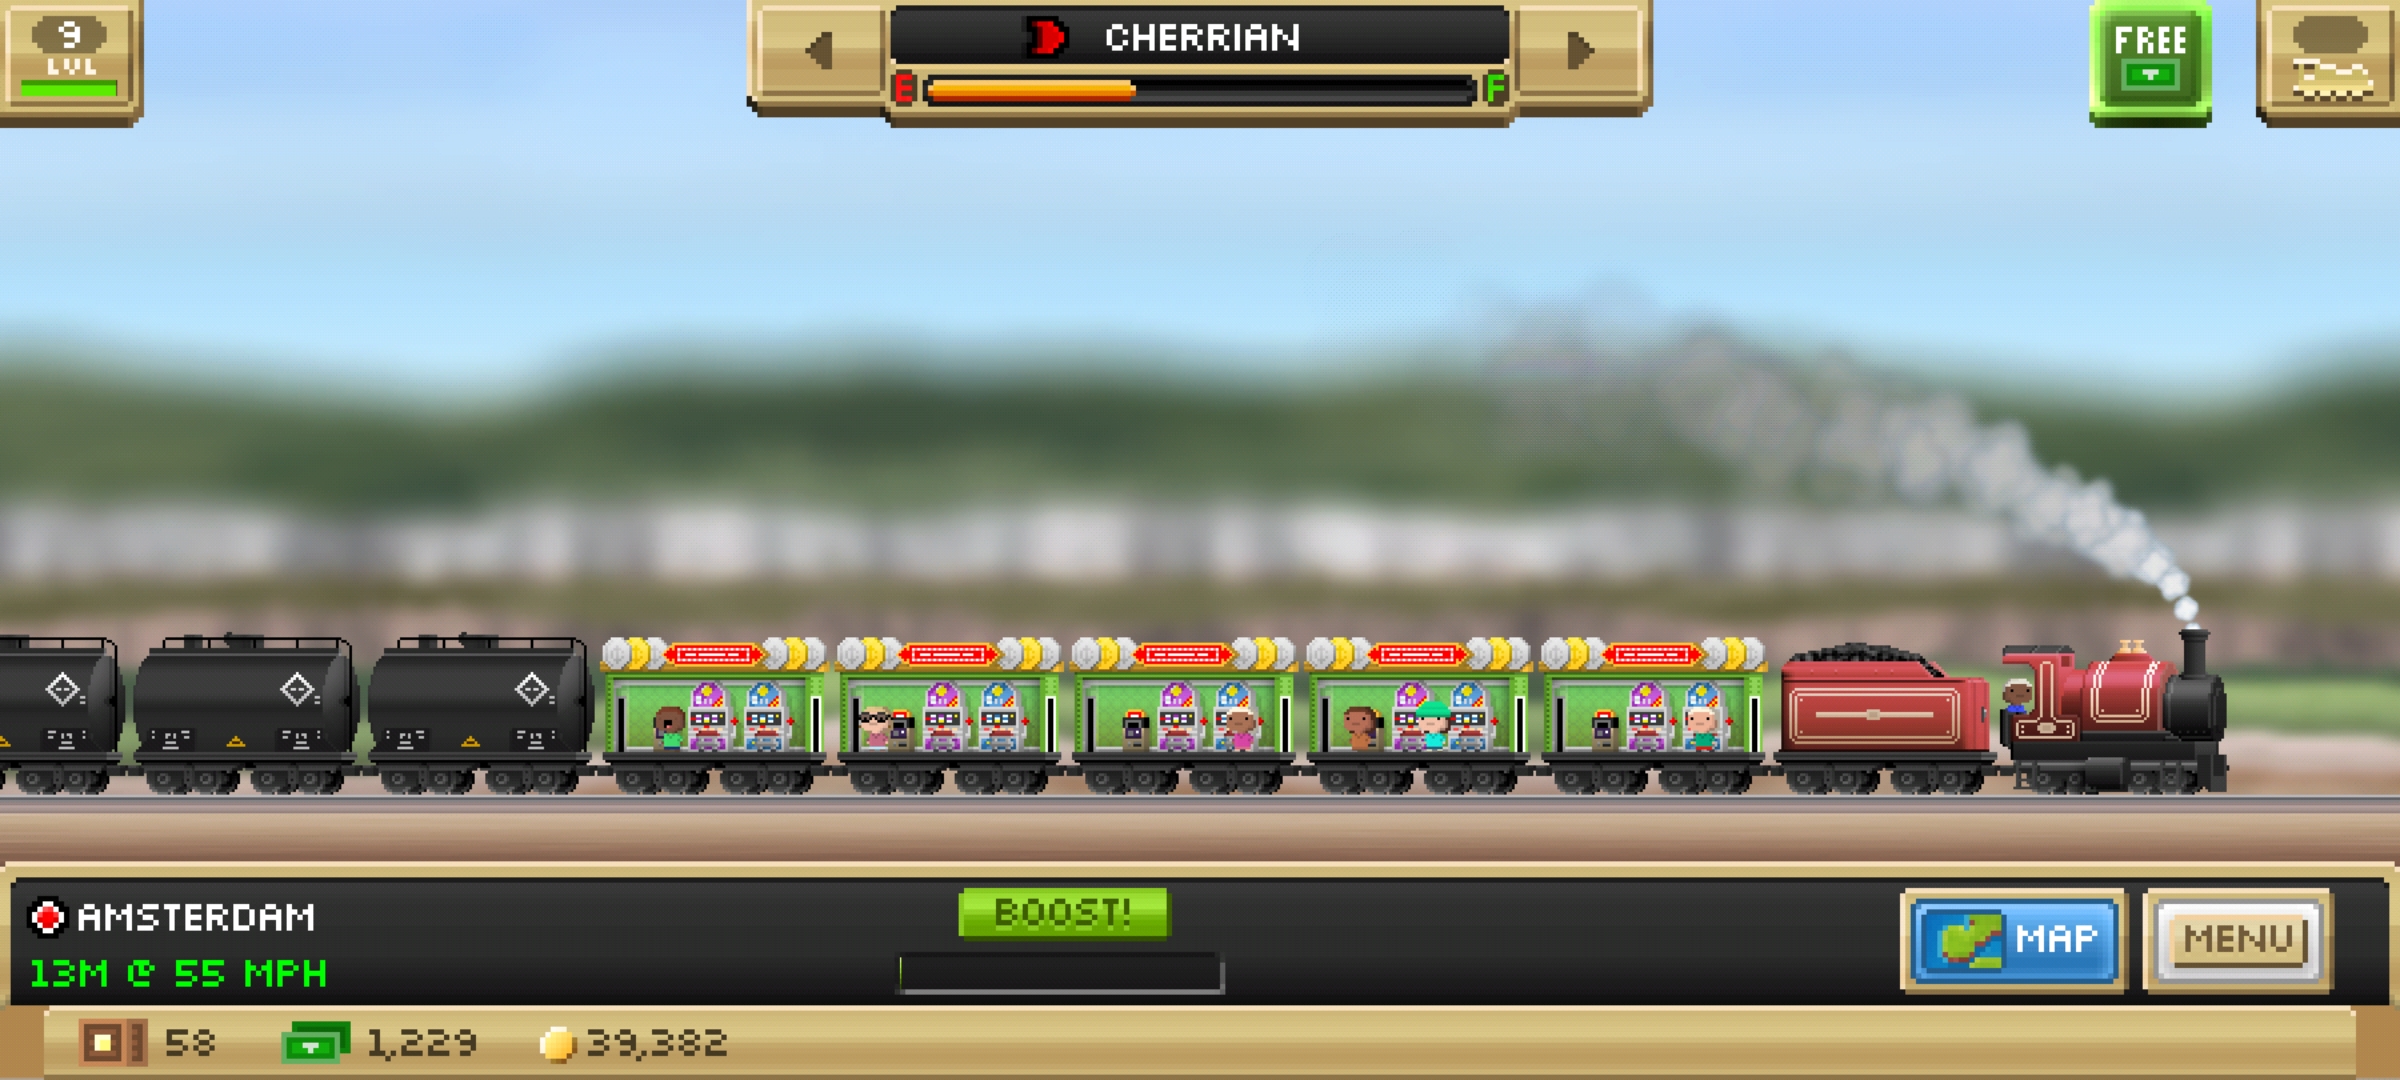 9
LVL
CHERRIAN
E F
FREE
AMSTERDAM
13M @ 55 MPH
BOOST!
MAP
MENU
58 1,229 39,382